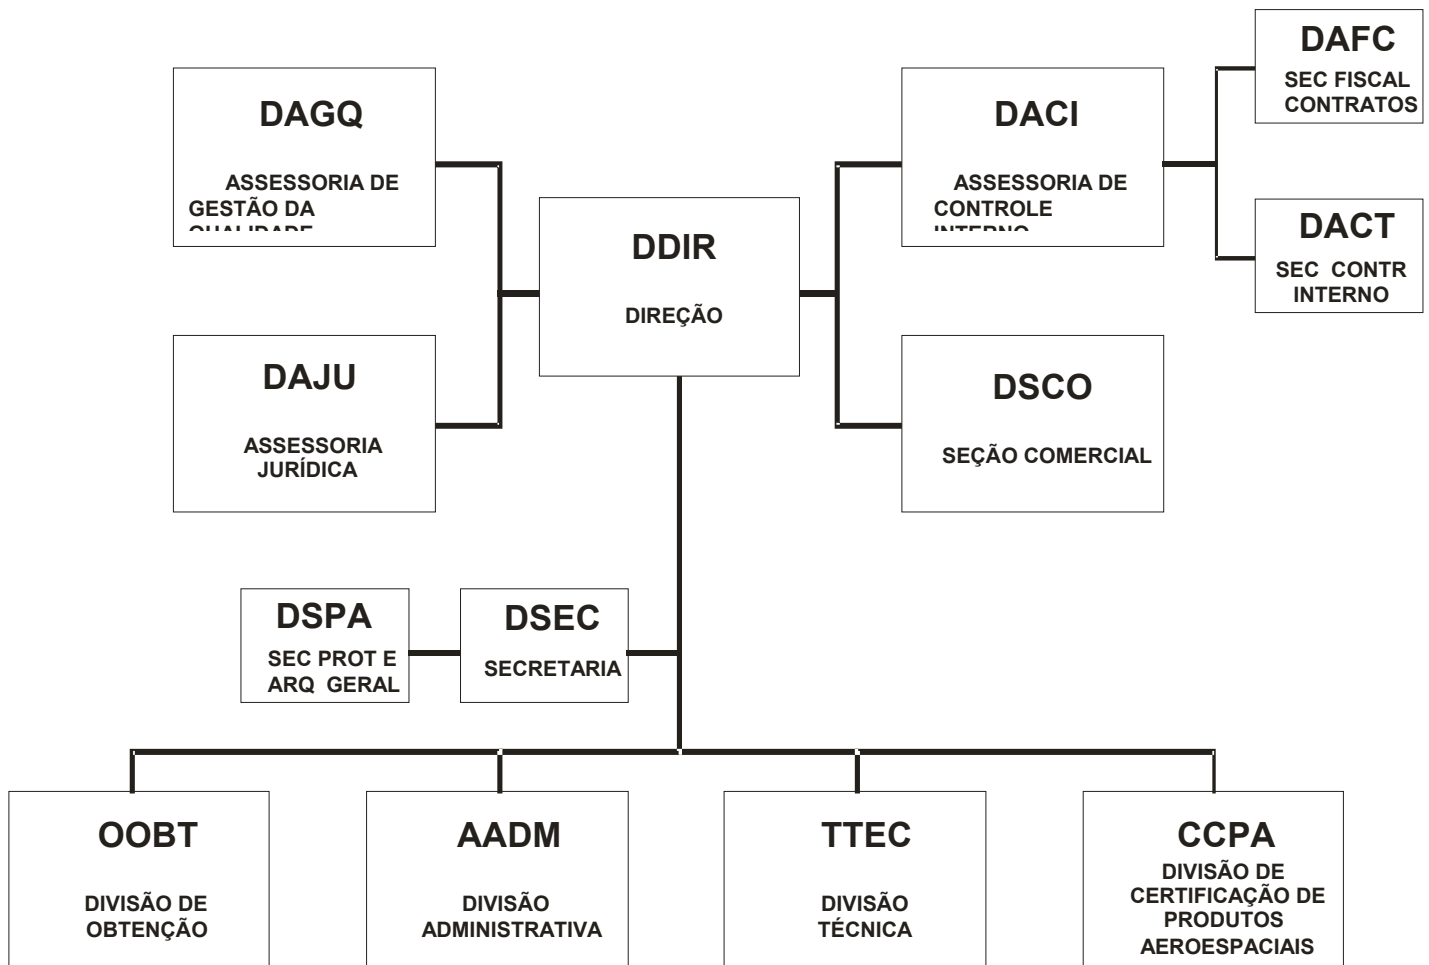 DAFC
SEC FISCAL
CONTRATOS
DAGQ
ASSESSORIA DE
GESTÃO DA
QUALIDADE
DACI
ASSESSORIA DE
CONTROLE
INTERNO
DACT
SEC CONTR
INTERNO
DDIR
DIREÇÃO
DAJU
ASSESSORIA
JURÍDICA
DSCO
SEÇÃO COMERCIAL
DSPA
SEC PROT E
ARQ GERAL
DSEC
SECRETARIA
OOBT
DIVISÃO DE
OBTENÇÃO
AADM
DIVISÃO
ADMINISTRATIVA
TTEC
DIVISÃO
TÉCNICA
CCPA
DIVISÃO DE
CERTIFICAÇÃO DE
PRODUTOS
AEROESPACIAIS